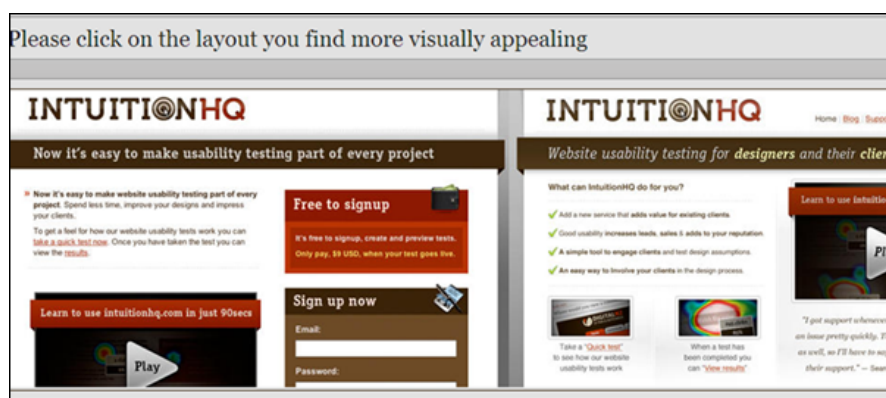 Please click on the layout you find more visually appealing
INTUITIONHQ
Now it's easy to make usability testing part of every project
» Now it's easy to make website usability testing part of every
project. Spend less time, improve your designs and impress
your clients.
To get a feel for how our website usability tests work you can
take a quick test now. Once you have taken the test you can
view the results.
Learn to use intuitionhq.com in just 90secs
Play
Free to signup
It's free to signup, create and preview tests.
Only pay, $9 USD, when your test goes live.
Sign up now
Email:
Password:
INTUITIONHQ
Home | Blog | Suppo
Website usability testing for designers and their clien
What can IntuitionHQ do for you?
Add a new service that adds value for existing clients.
Good usability increases leads, sales & adds to your reputation.
A simple tool to engage clients and test design assumptions.
An easy way to involve your clients in the design process.
Take a "Quick test"
to see how our website
usability tests work
When a test has
been completed you
can "View results"
Learn to use intuition
Pl
"I got support whenever
an issue pretty quickly. T
as well, so I'll have to say
their support." — Sean